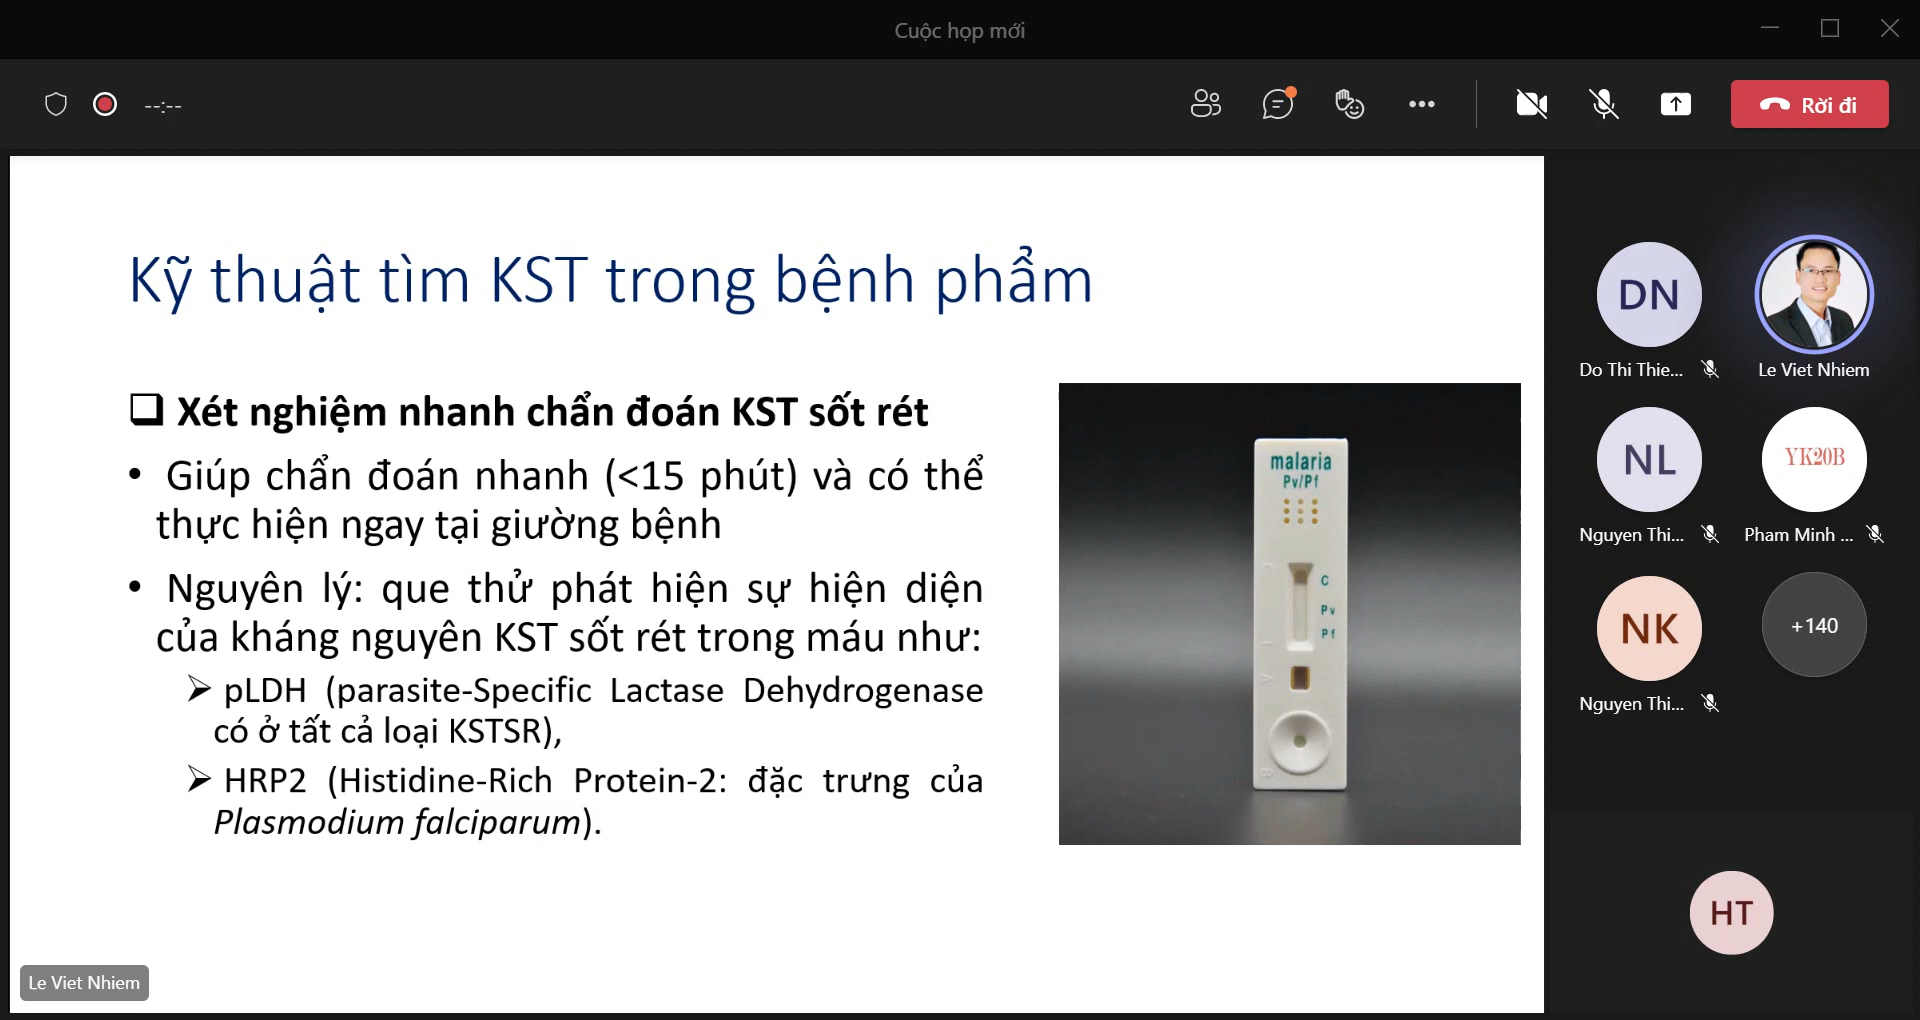 Cuộc họp mới
--:--
Rời đi
Kỹ thuật tìm KST trong bệnh phẩm
❑ Xét nghiệm nhanh chẩn đoán KST sốt rét
• Giúp chẩn đoán nhanh (<15 phút) và có thể
thực hiện ngay tại giường bệnh
• Nguyên lý: que thử phát hiện sự hiện diện
của kháng nguyên KST sốt rét trong máu như:
➢ pLDH (parasite-Specific Lactase Dehydrogenase
có ở tất cả loại KSTSR),
➢ HRP2 (Histidine-Rich Protein-2: đặc trưng của
Plasmodium falciparum).
malaria
Pv/Pf
C
Pv
Pf
Le Viet Nhiem
DN
Do Thi Thie...
Le Viet Nhiem
NL
YK20B
Nguyen Thi...
Pham Minh ...
NK
+140
Nguyen Thi...
HT